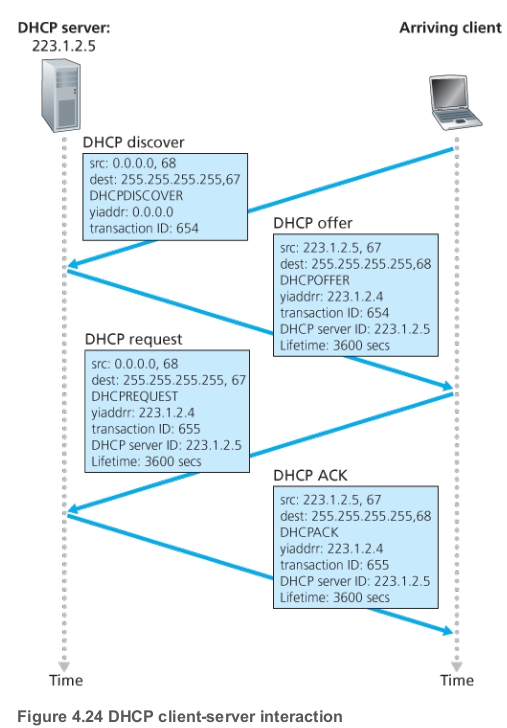 DHCP server:
223.1.2.5
Arriving client
DHCP discover
src: 0.0.0.0, 68
dest: 255.255.255.255,67
DHCPDISCOVER
yiaddr: 0.0.0.0
transaction ID: 654
DHCP offer
src: 223.1.2.5, 67
dest: 255.255.255.255,68
DHCPOFFER
yiaddrr: 223.1.2.4
transaction ID: 654
DHCP server ID: 223.1.2.5
Lifetime: 3600 secs
DHCP request
src: 0.0.0.0, 68
dest: 255.255.255.255, 67
DHCPREQUEST
yiaddrr: 223.1.2.4
transaction ID: 655
DHCP server ID: 223.1.2.5
Lifetime: 3600 secs
DHCP ACK
src: 223.1.2.5, 67
dest: 255.255.255.255,68
DHCPACK
yiaddrr: 223.1.2.4
transaction ID: 655
DHCP server ID: 223.1.2.5
Lifetime: 3600 secs
Time
Time
Figure 4.24 DHCP client-server interaction